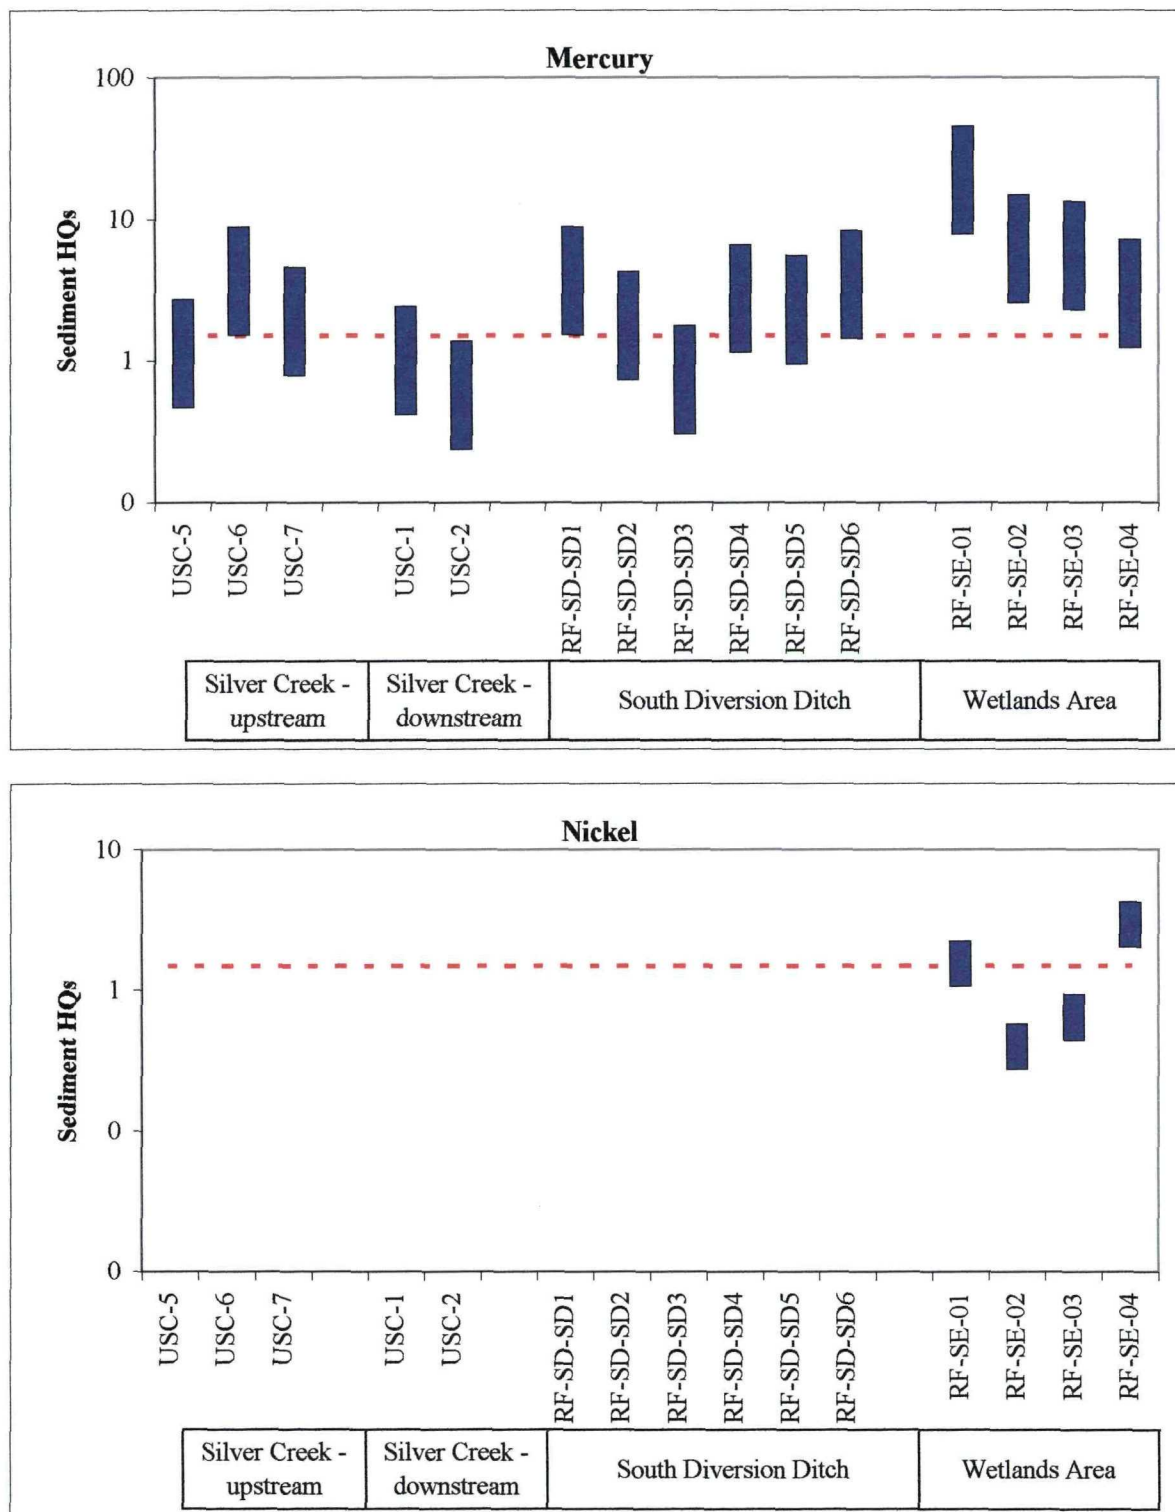 Mercury
Sediment HQs
100
10
1
0
USC-5
USC-6
USC-7
USC-1
USC-2
RF-SD-SD1
RF-SD-SD2
RF-SD-SD3
RF-SD-SD4
RF-SD-SD5
RF-SD-SD6
RF-SE-01
RF-SE-02
RF-SE-03
RF-SE-04
Silver Creek -
upstream
Silver Creek -
downstream
South Diversion Ditch
Wetlands Area
Nickel
Sediment HQs
10
1
0
0
USC-5
USC-6
USC-7
USC-1
USC-2
RF-SD-SD1
RF-SD-SD2
RF-SD-SD3
RF-SD-SD4
RF-SD-SD5
RF-SD-SD6
RF-SE-01
RF-SE-02
RF-SE-03
RF-SE-04
Silver Creek -
upstream
Silver Creek -
downstream
South Diversion Ditch
Wetlands Area